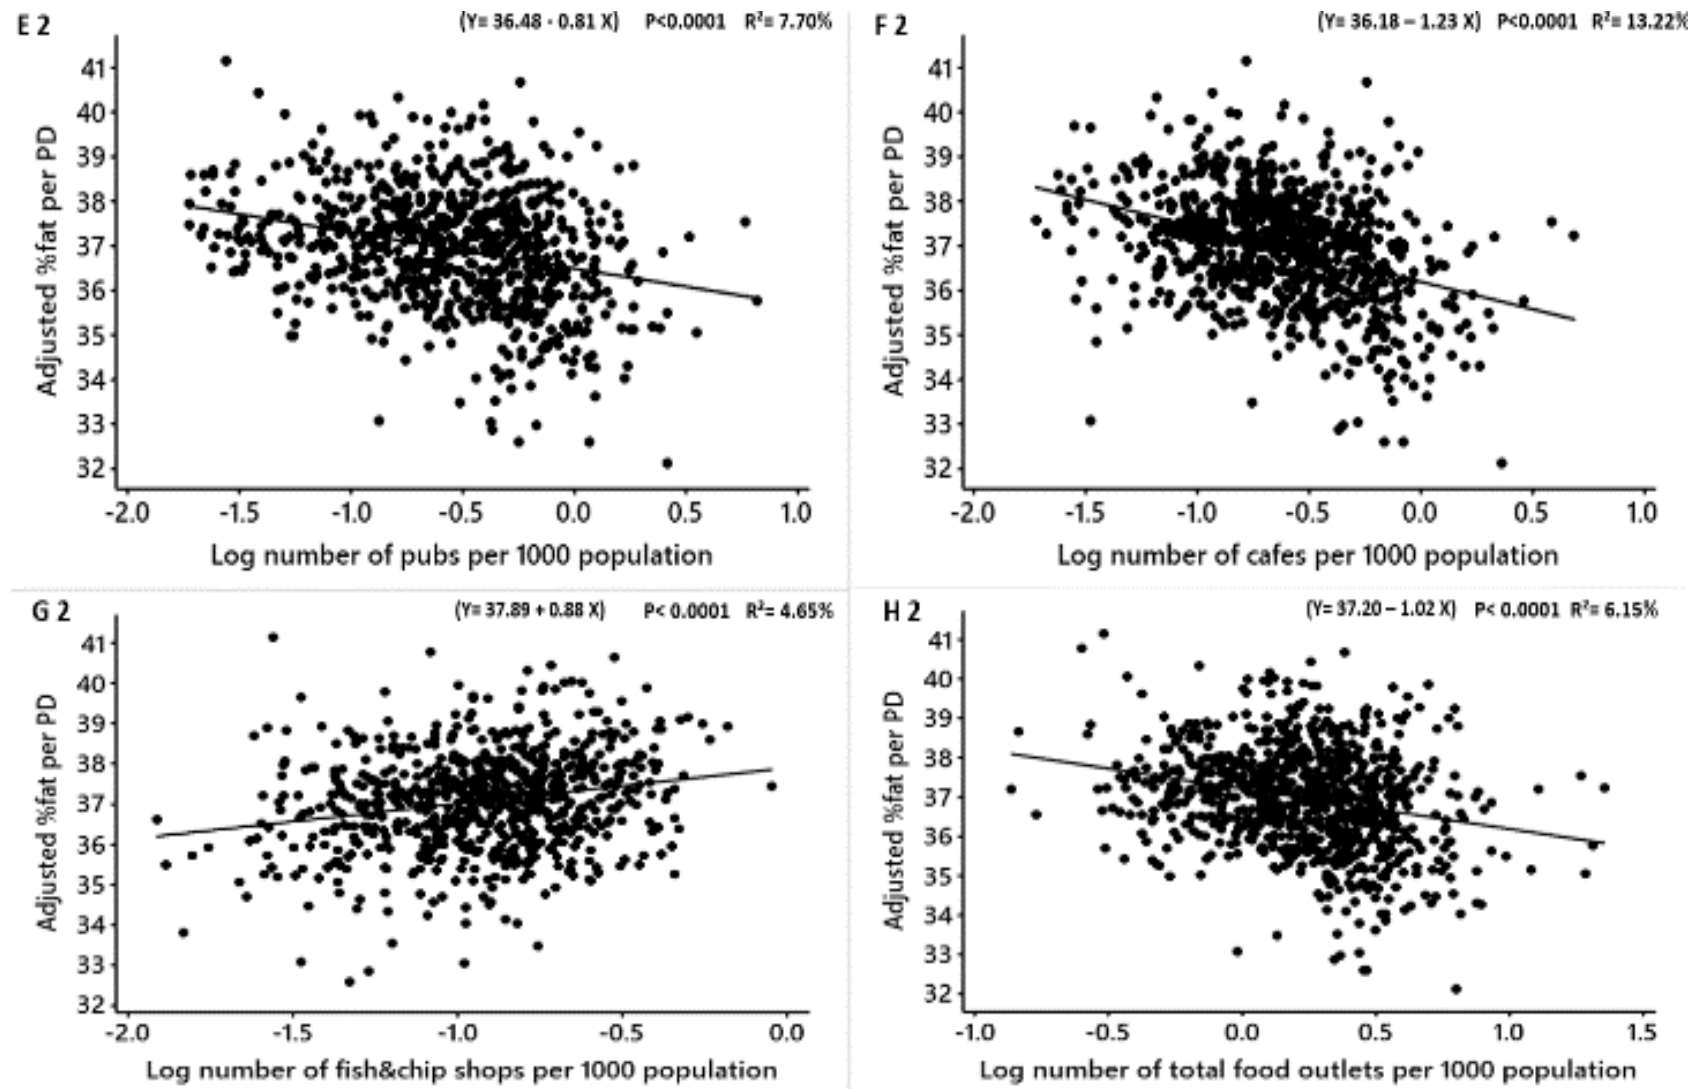 E 2
(Y= 36.48 - 0.81 X) P<0.0001 R²= 7.70%
Adjusted %fat per PD
41
40
39
38
37
36
35
34
33
32
-2.0 -1.5 -1.0 -0.5 0.0 0.5 1.0
Log number of pubs per 1000 population
F 2
(Y= 36.18 – 1.23 X) P<0.0001 R²= 13.22%
Adjusted %fat per PD
41
40
39
38
37
36
35
34
33
32
-2.0 -1.5 -1.0 -0.5 0.0 0.5 1.0
Log number of cafes per 1000 population
G 2
(Y= 37.89 + 0.88 X) P< 0.0001 R²= 4.65%
Adjusted %fat per PD
41
40
39
38
37
36
35
34
33
32
-2.0 -1.5 -1.0 -0.5 0.0
Log number of fish&chip shops per 1000 population
H 2
(Y= 37.20 – 1.02 X) P< 0.0001 R²= 6.15%
Adjusted %fat per PD
41
40
39
38
37
36
35
34
33
32
-1.0 -0.5 0.0 0.5 1.0 1.5
Log number of total food outlets per 1000 population